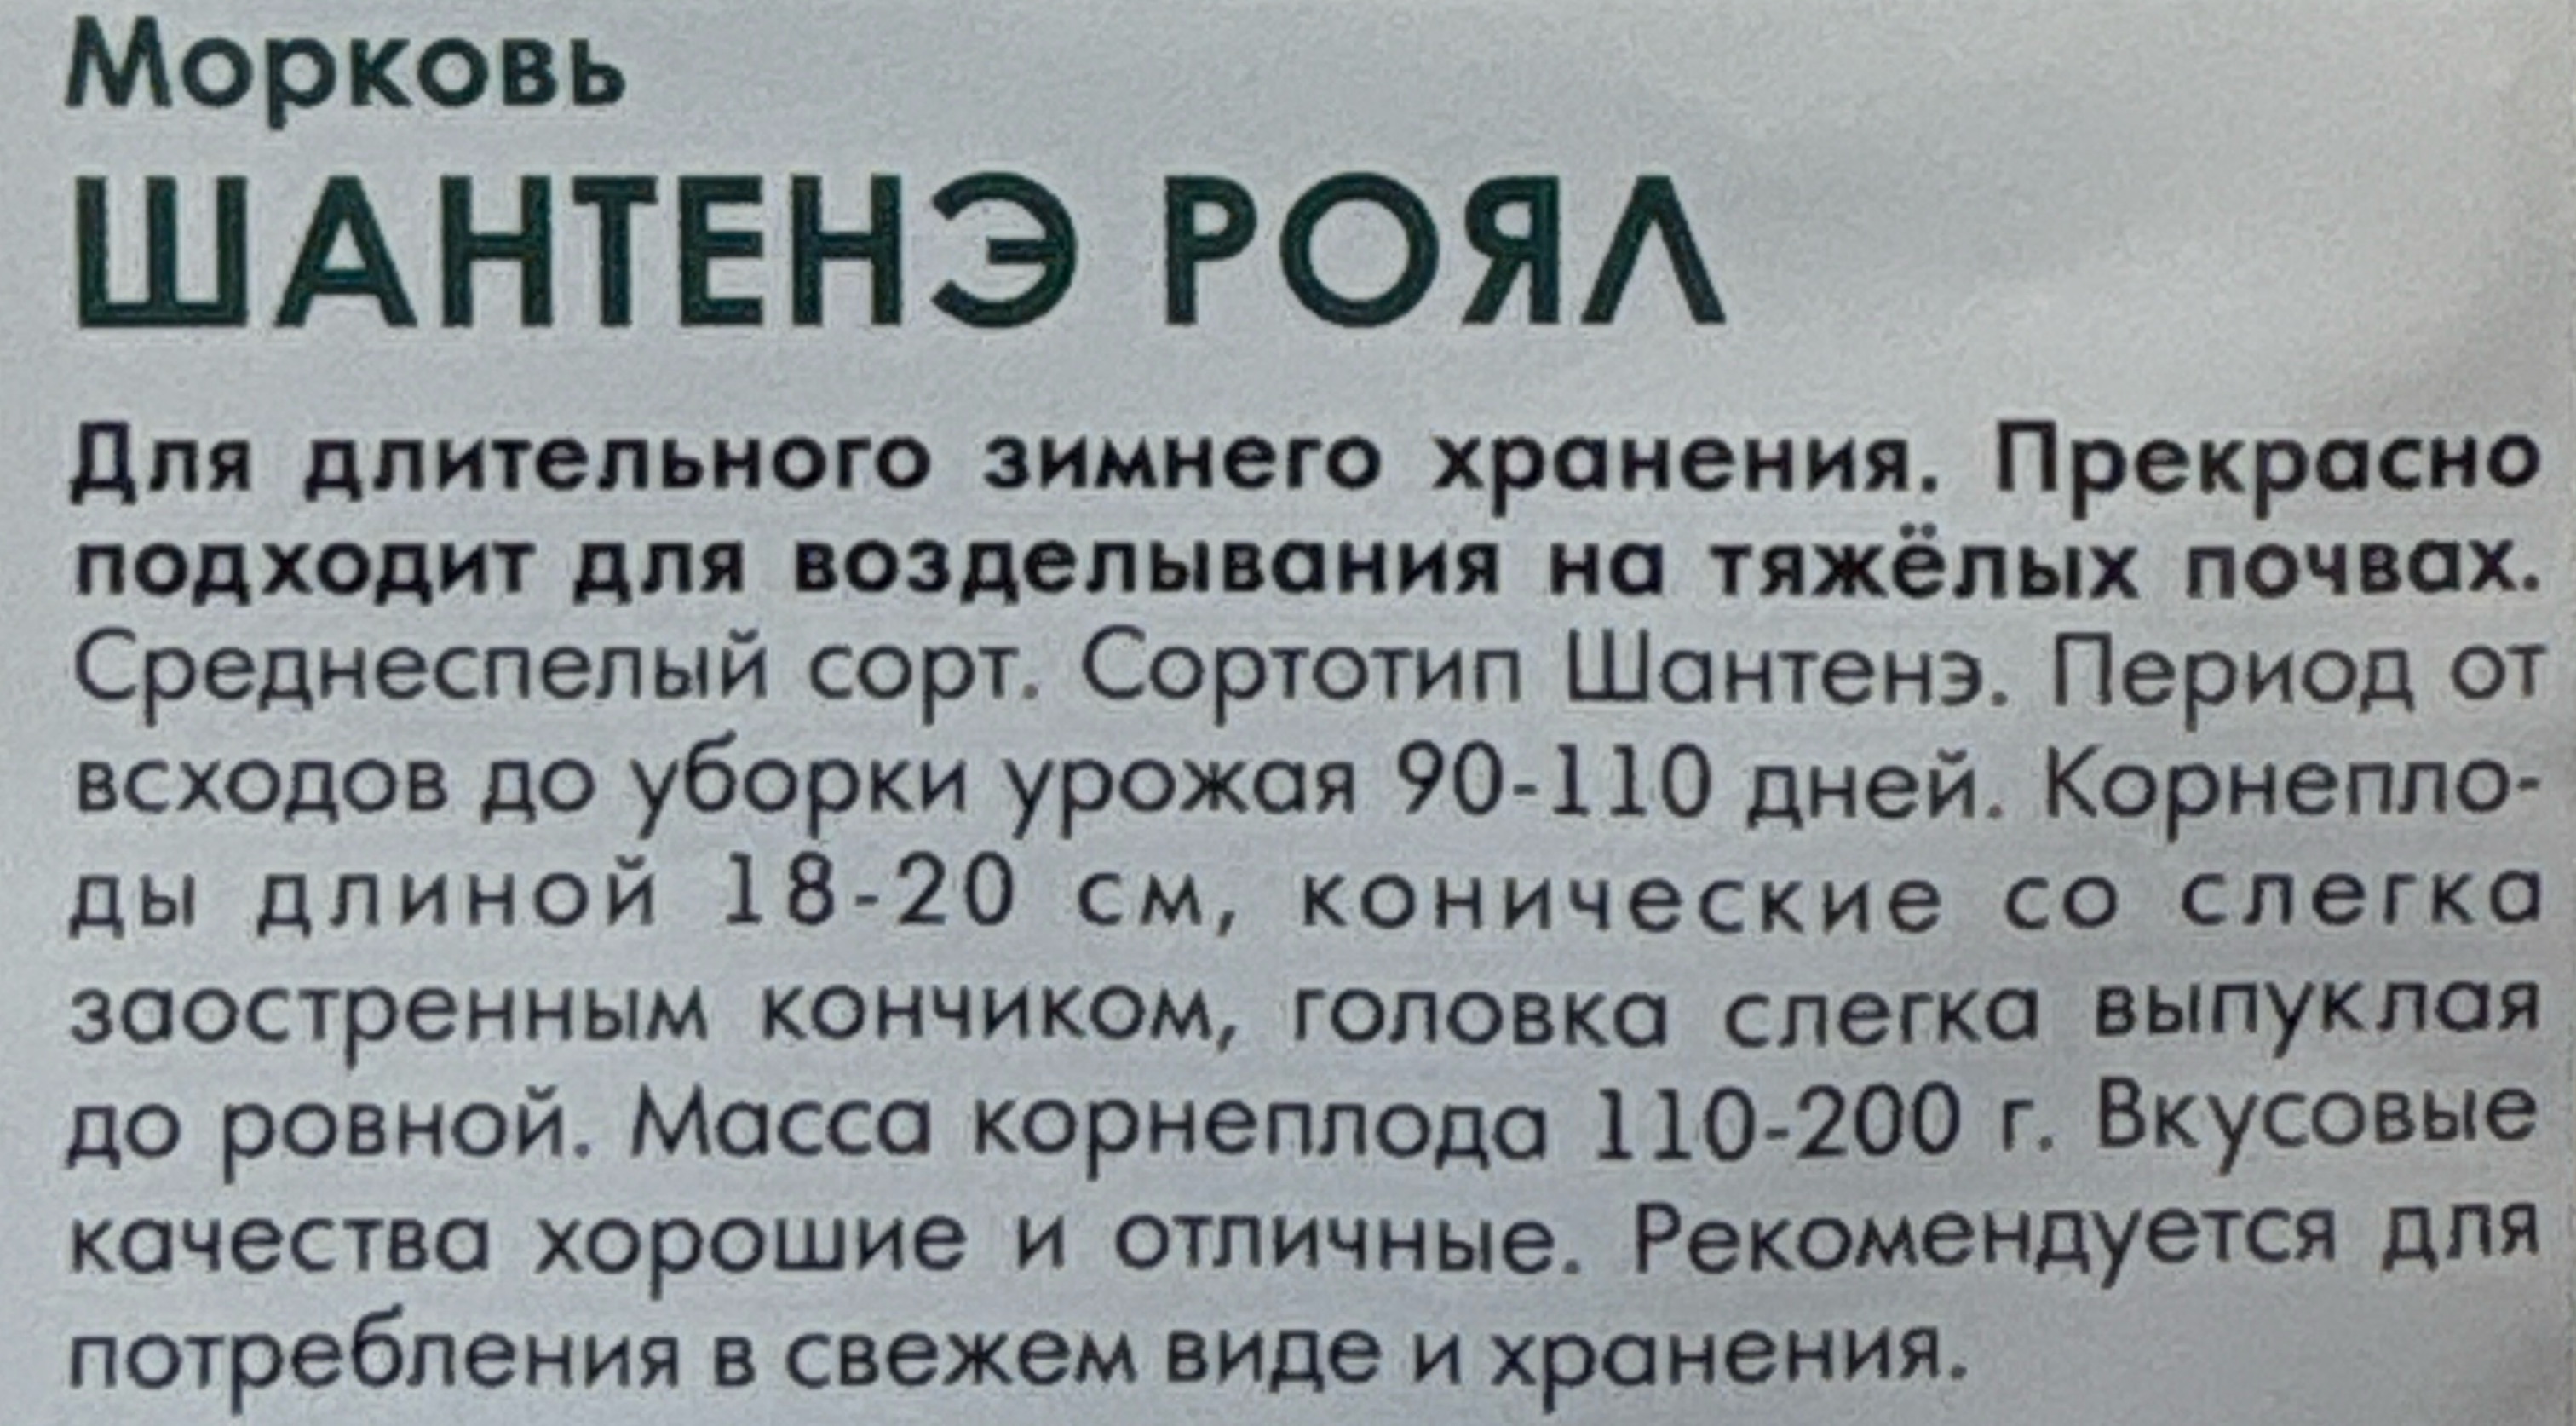 Морковь
ШАНТЕНЭ РОЯЛ
Для длительного зимнего хранения. Прекрасно
подходит для возделывания на тяжёлых почвах.
Среднеспелый сорт. Сортотип Шантенэ. Период от
всходов до уборки урожая 90-110 дней. Корнепло-
ды длиной 18-20 см, конические со слегка
заостренным кончиком, головка слегка выпуклая
до ровной. Масса корнеплода 110-200 г. Вкусовые
качества хорошие и отличные. Рекомендуется для
потребления в свежем виде и хранения.